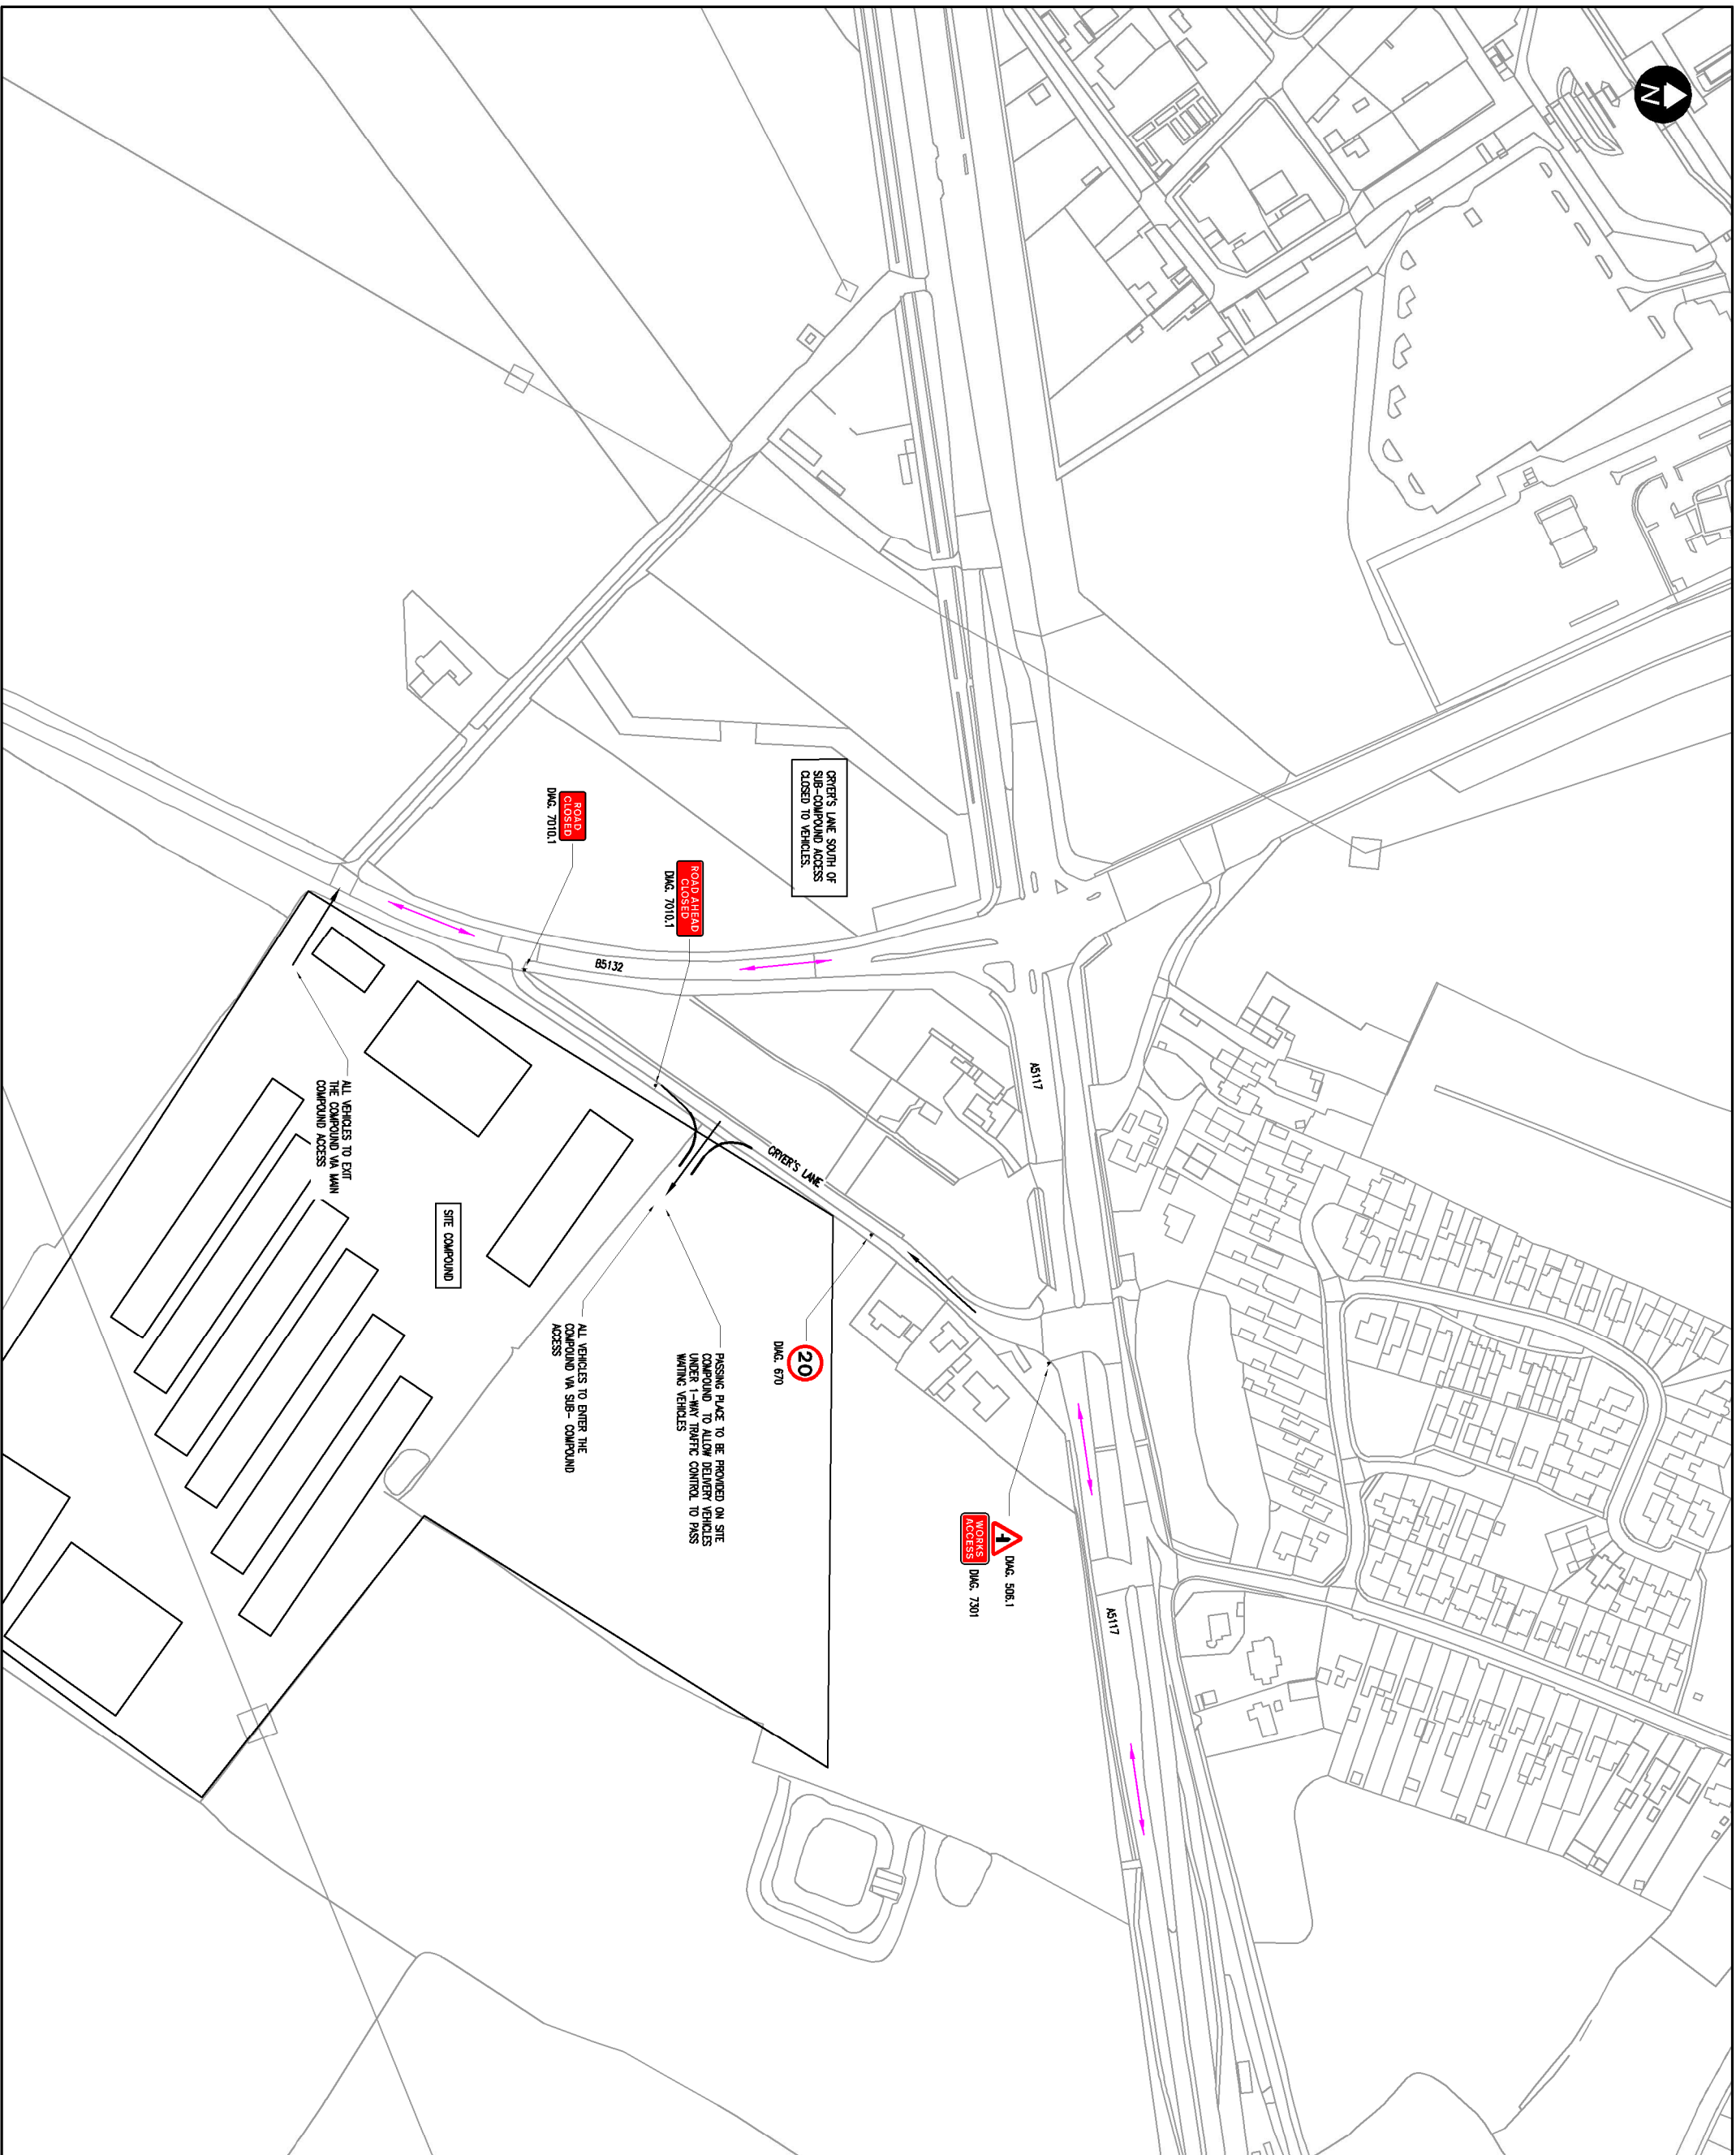 N
CRYER'S LANE SOUTH OF
SUB-COMPOUND ACCESS
CLOSED TO VEHICLES.
ROAD
CLOSED
DIAG. 7010.1
ROAD AHEAD
CLOSED
DIAG. 7010.1
B5132
A5117
CRYER'S LANE
ALL VEHICLES TO EXIT
THE COMPOUND VIA MAIN
COMPOUND ACCESS
SITE COMPOUND
20
DIAG. 670
PASSING PLACE TO BE PROVIDED ON SITE
COMPOUND TO ALLOW DELIVERY VEHICLES
UNDER 1-WAY TRAFFIC CONTROL TO PASS
WAITING VEHICLES
ALL VEHICLES TO ENTER THE
COMPOUND VIA SUB- COMPOUND
ACCESS
DIAG. 506.1
WORKS
ACCESS
DIAG. 7301
A5117